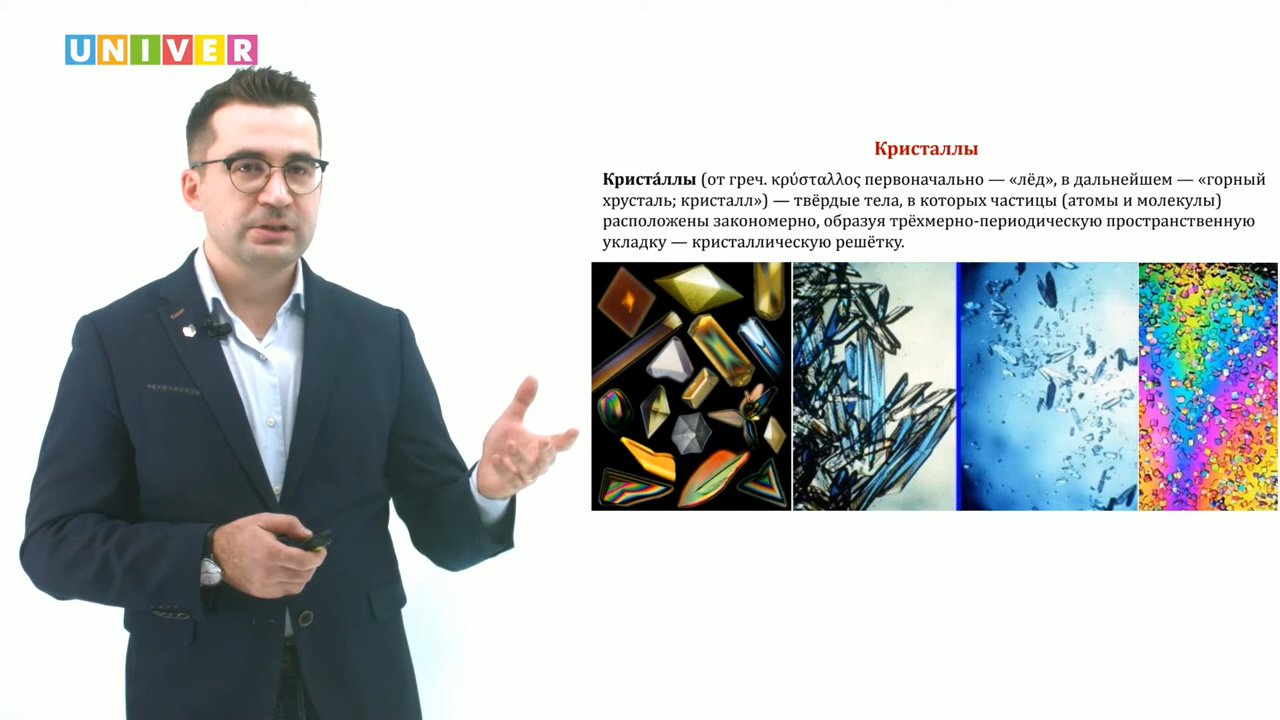 UNIVER
Кристаллы
Криста́ллы (от греч. κρύσταλλος первоначально — «лёд», в дальнейшем — «горный
хрусталь; кристалл») — твёрдые тела, в которых частицы (атомы и молекулы)
расположены закономерно, образуя трёхмерно-периодическую пространственную
укладку — кристаллическую решётку.